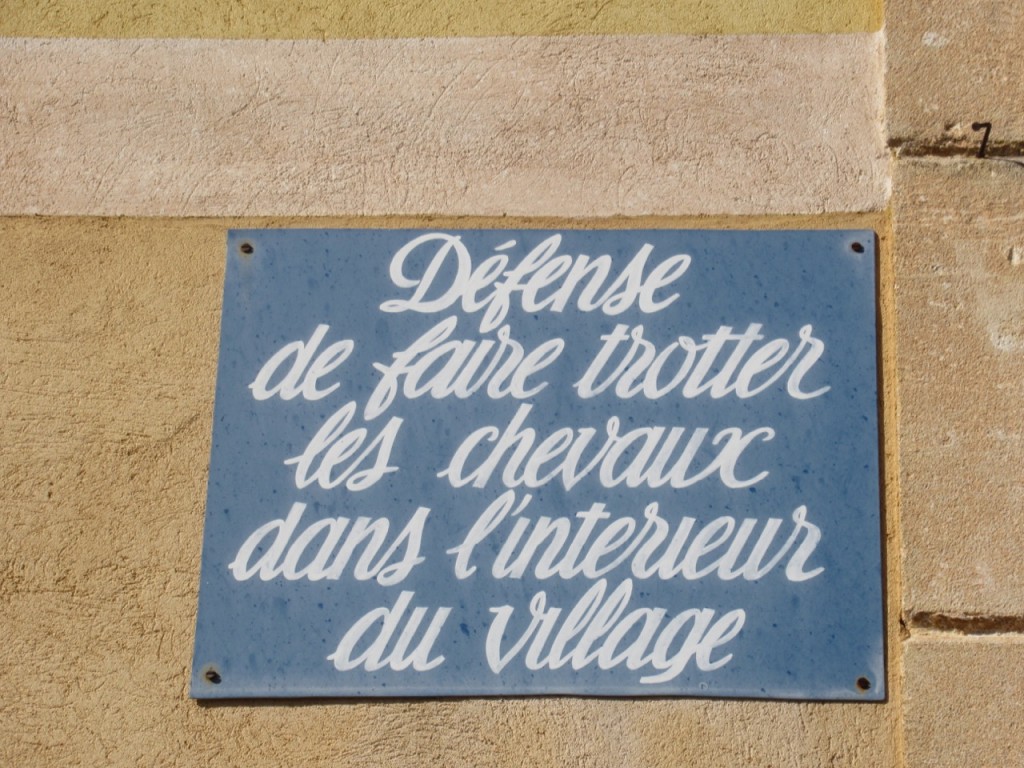 Défense
de faire trotter
les chevaux
dans l'interieur
du village